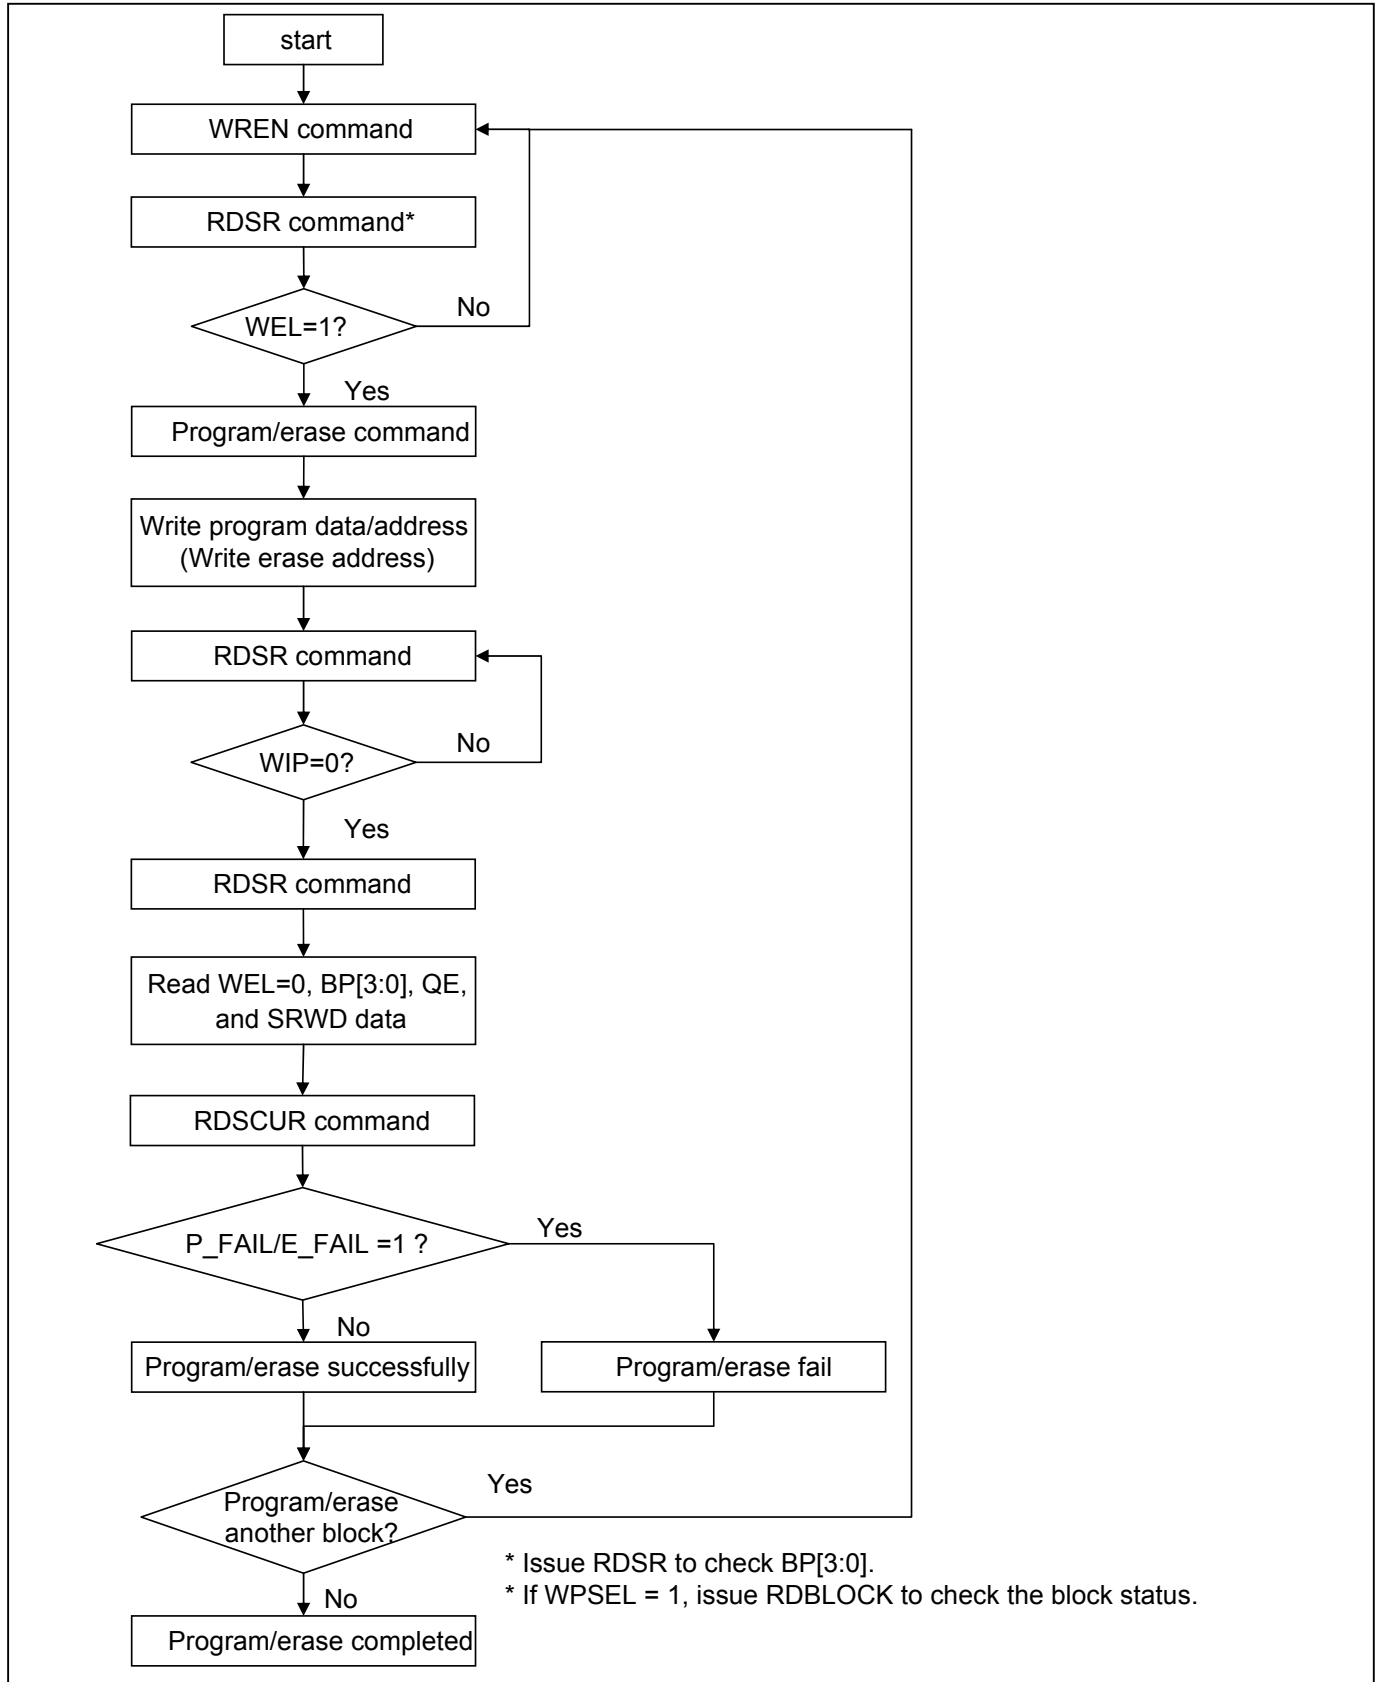 start
WREN command
RDSR command*
WEL=1?
No
Yes
Program/erase command
Write program data/address
(Write erase address)
RDSR command
WIP=0?
No
Yes
RDSR command
Read WEL=0, BP[3:0], QE,
and SRWD data
RDSCUR command
P_FAIL/E_FAIL =1 ?
Yes
No
Program/erase successfully
Program/erase fail
Program/erase
another block?
Yes
* Issue RDSR to check BP[3:0].
* If WPSEL = 1, issue RDBLOCK to check the block status.
No
Program/erase completed